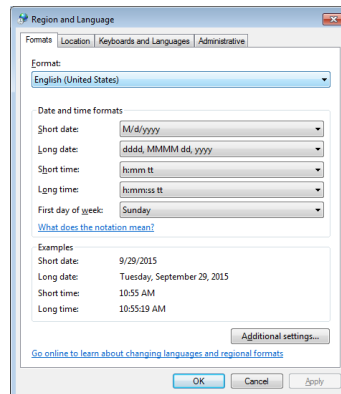 Region and Language
Formats Location Keyboards and Languages Administrative
Format:
English (United States)
Date and time formats
Short date: M/d/yyyy
Long date: dddd, MMMM dd, yyyy
Short time: h:mm tt
Long time: h:mm:ss tt
First day of week: Sunday
What does the notation mean?
Examples
Short date: 9/29/2015
Long date: Tuesday, September 29, 2015
Short time: 10:55 AM
Long time: 10:55:19 AM
Additional settings...
Go online to learn about changing languages and regional formats
OK Cancel Apply